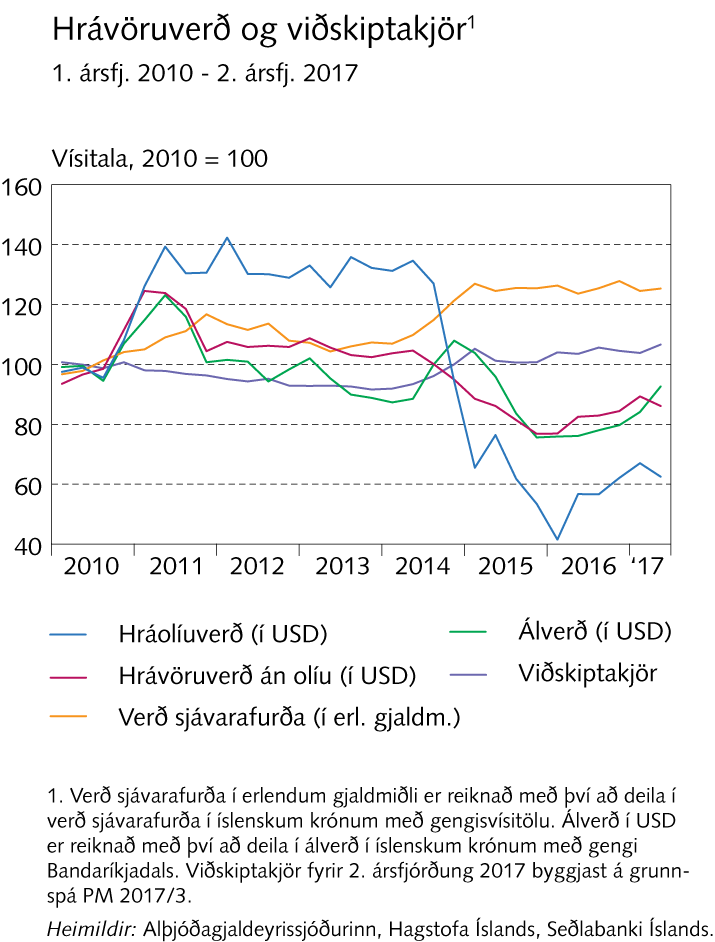 Hrávöruverð og viðskiptakjör¹
1. ársfj. 2010 - 2. ársfj. 2017
Vísitala, 2010 = 100
160
140
120
100
80
60
40
2010 2011 2012 2013 2014 2015 2016 '17
Hráolíuverð (í USD)
Álverð (í USD)
Hrávöruverð án olíu (í USD)
Viðskiptakjör
Verð sjávarafurða (í erl. gjaldm.)
1. Verð sjávarafurða í erlendum gjaldmiðli er reiknað með því að deila í
verð sjávarafurða í íslenskum krónum með gengisvísitölu. Álverð í USD
er reiknað með því að deila í álverð í íslenskum krónum með gengi
Bandaríkjadals. Viðskiptakjör fyrir 2. ársfjórðung 2017 byggjast á grunn-
spá PM 2017/3.
Heimildir: Alþjóðagjaldeyrissjóðurinn, Hagstofa Íslands, Seðlabanki Íslands.